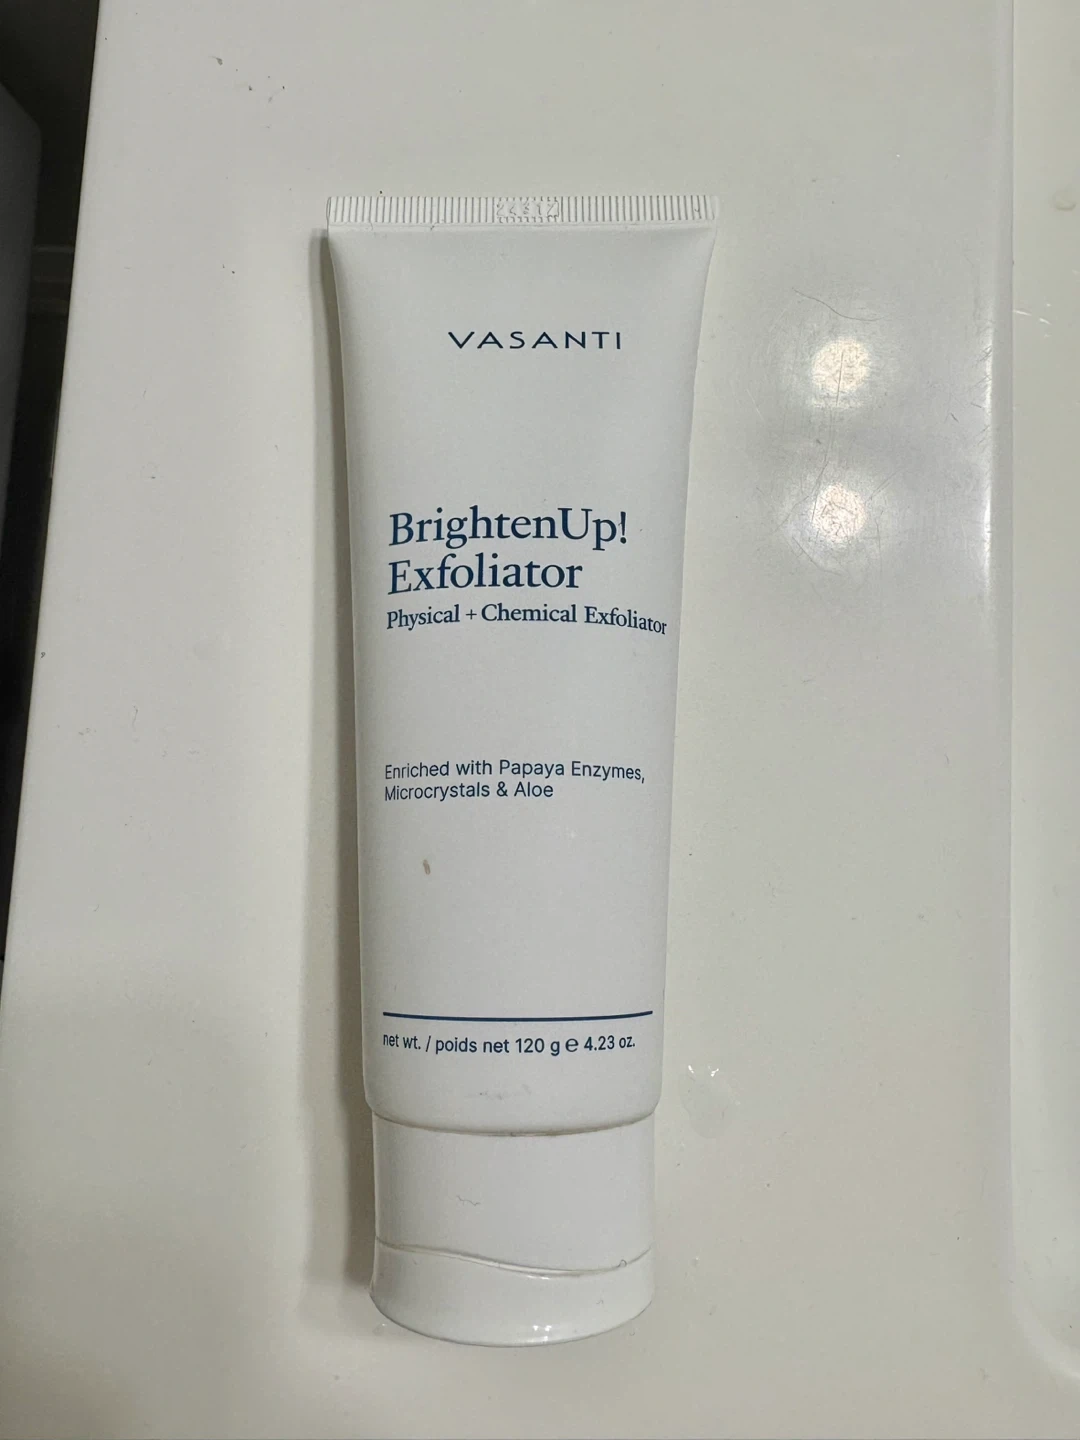 VASANTI
BrightenUp!
Exfoliator
Physical + Chemical Exfoliator
Enriched with Papaya Enzymes,
Microcrystals & Aloe
net wt. / poids net 120 g e 4.23 oz.